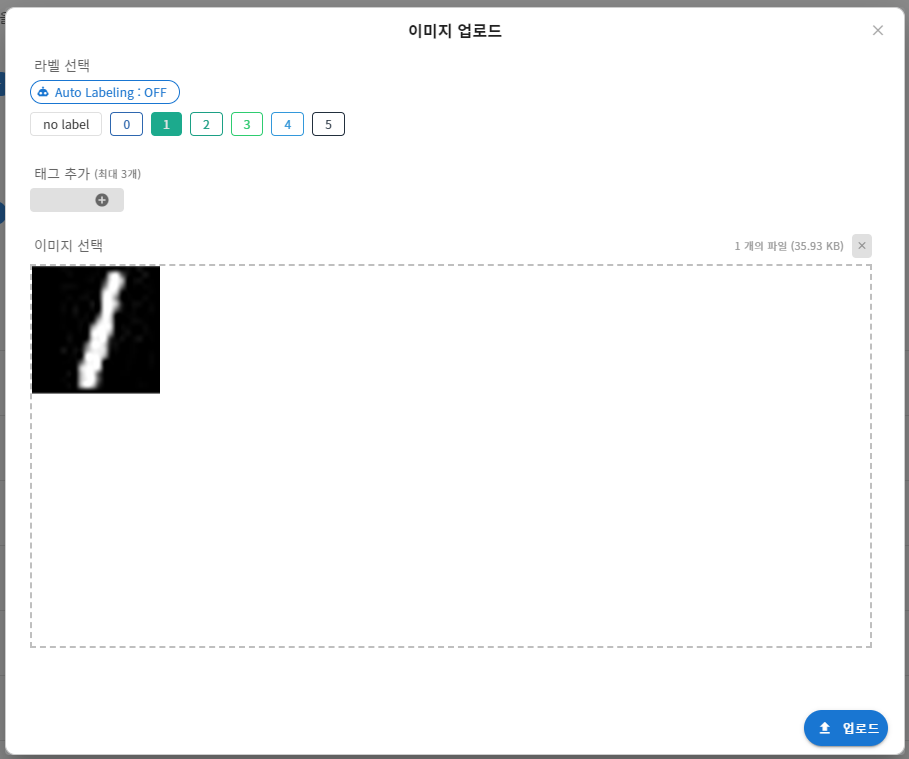 이미지 업로드
라벨 선택
Auto Labeling : OFF
no label 0 1 2 3 4 5
태그 추가 (최대 3개)
이미지 선택 1 개의 파일 (35.93 KB)
업로드